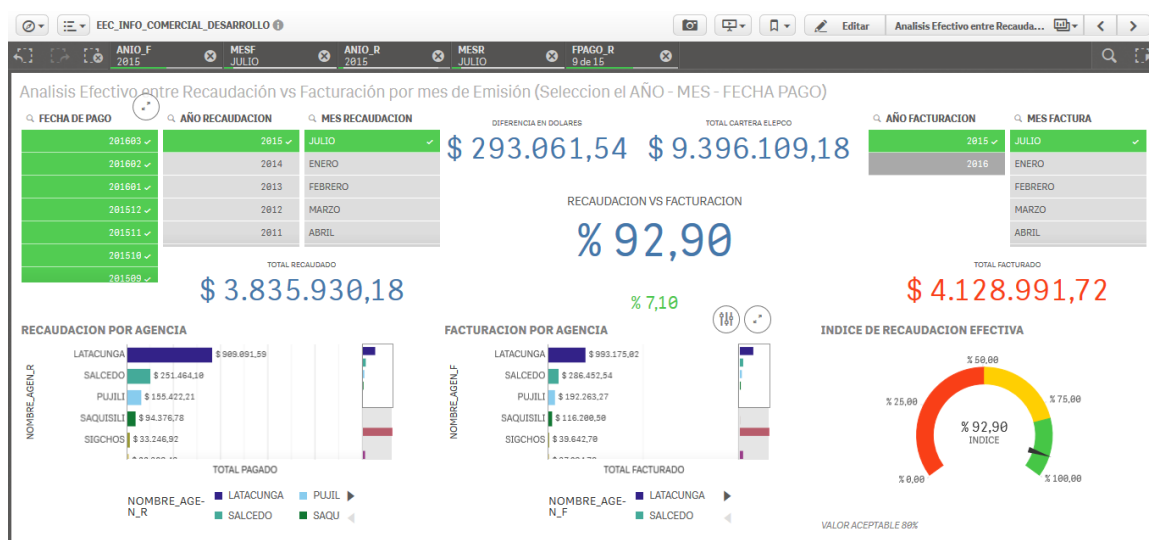 EEC_INFO_COMERCIAL_DESARROLLO
Editar
Analisis Efectivo entre Recauda...
ANIO_F
2015
MESF
JULIO
ANIO_R
2015
MESR
JULIO
FPAGO_R
9 de 15
Analisis Efectivo entre Recaudación vs Facturación por mes de Emisión (Seleccion el AÑO - MES - FECHA PAGO)
FECHA DE PAGO
201603
201602
201601
201512
201511
201510
201509
AÑO RECAUDACION
2015
2014
2013
2012
2011
MES RECAUDACION
JULIO
ENERO
FEBRERO
MARZO
ABRIL
DIFERENCIA EN DOLARES
$ 293.061,54
TOTAL CARTERA ELEPCO
$ 9.396.109,18
AÑO FACTURACION
2015
2016
MES FACTURA
JULIO
ENERO
FEBRERO
MARZO
ABRIL
RECAUDACION VS FACTURACION
% 92,90
TOTAL RECAUDADO
$ 3.835.930,18
% 7,10
TOTAL FACTURADO
$ 4.128.991,72
RECAUDACION POR AGENCIA
NOMBRE_AGEN_R
LATACUNGA
$ 909.091,59
SALCEDO
$ 251.464,10
PUJILI
$ 155.422,21
SAQUISILI
$ 94.376,78
SIGCHOS
$ 33.246,92
TOTAL PAGADO
NOMBRE_AGE-
N_R
LATACUNGA
PUJIL
SALCEDO
SAQU
FACTURACION POR AGENCIA
NOMBRE_AGEN_F
LATACUNGA
$ 993.175,02
SALCEDO
$ 286.452,54
PUJILI
$ 192.263,27
SAQUISILI
$ 116.200,50
SIGCHOS
$ 39.642,70
TOTAL FACTURADO
NOMBRE_AGE-
N_F
LATACUNGA
SALCEDO
INDICE DE RECAUDACION EFECTIVA
% 50,00
% 25,00
% 75,00
% 92,90
INDICE
% 0,00
% 100,00
VALOR ACEPTABLE 80%